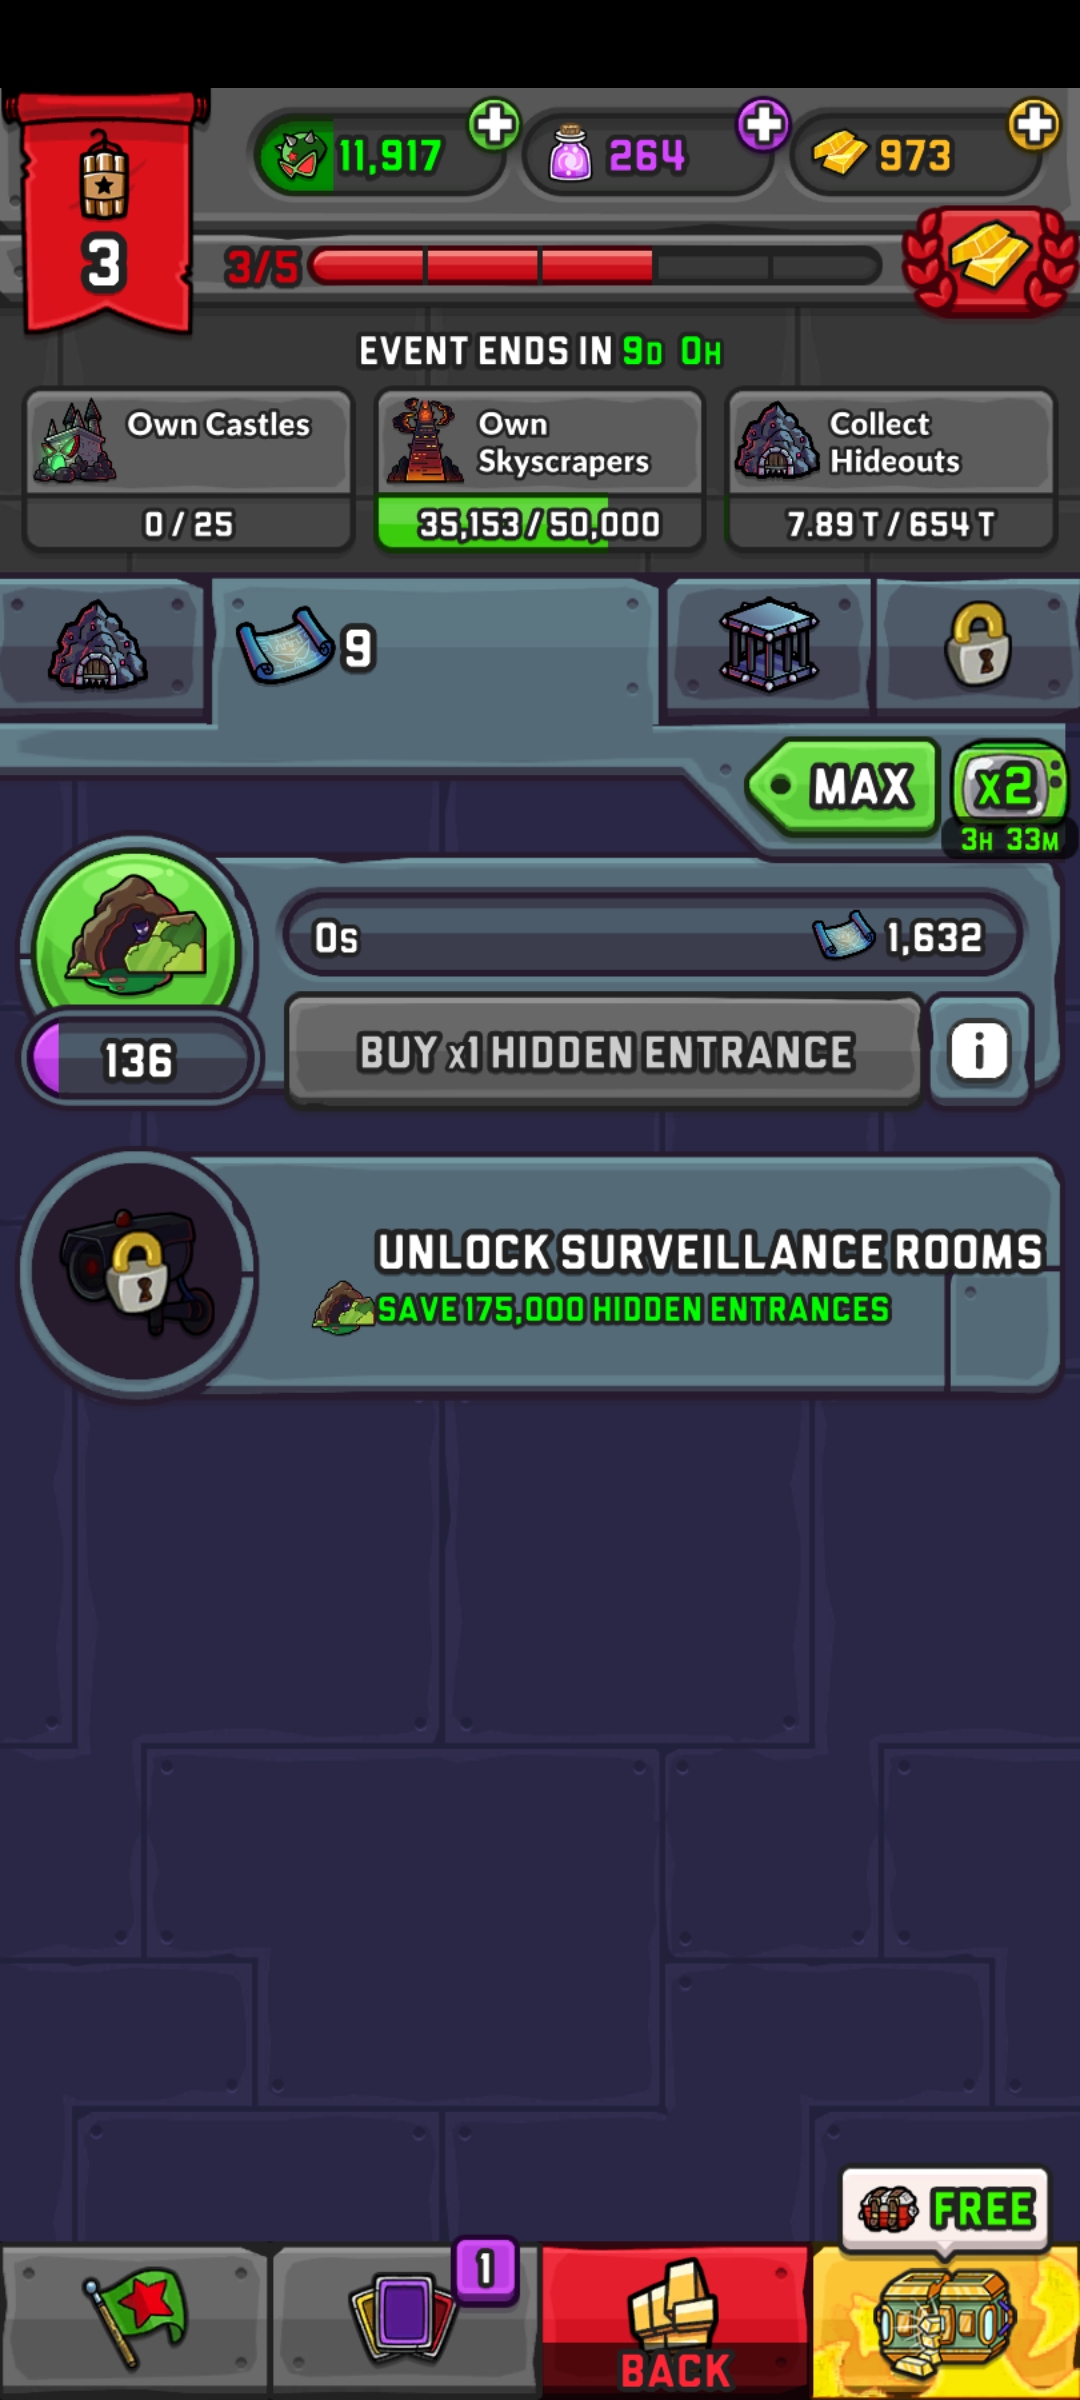 11,917
264
973
3
3/5
EVENT ENDS IN 9D 0H
Own Castles
0 / 25
Own
Skyscrapers
35,153 / 50,000
Collect
Hideouts
7.89 T / 654 T
9
MAX
x2
3H 33M
0s
1,632
136
BUY x1 HIDDEN ENTRANCE
i
UNLOCK SURVEILLANCE ROOMS
SAVE 175,000 HIDDEN ENTRANCES
FREE
1
BACK